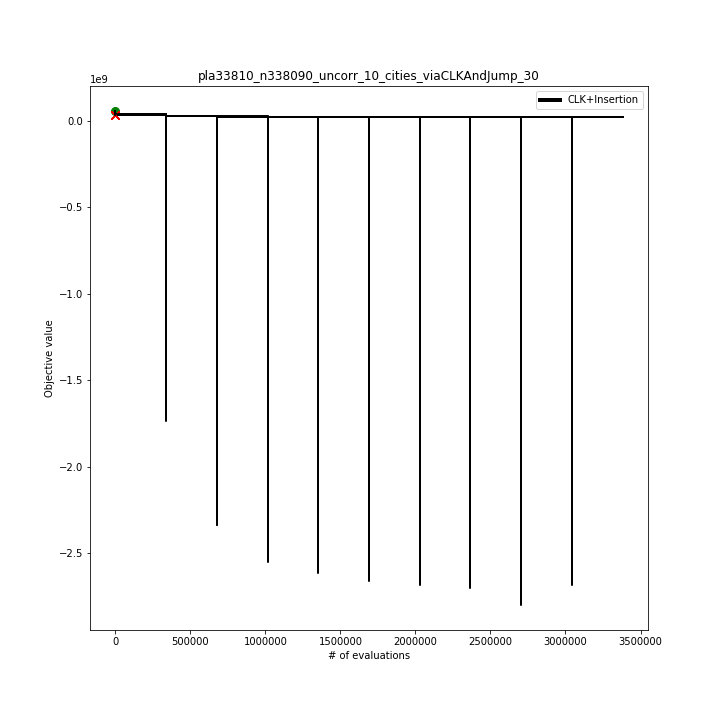 pla33810_n338090_uncorr_10_cities_viaCLKAndJump_30
1e9
CLK+Insertion
0.0
−0.5
−1.0
−1.5
−2.0
−2.5
Objective value
0 500000 1000000 1500000 2000000 2500000 3000000 3500000
# of evaluations